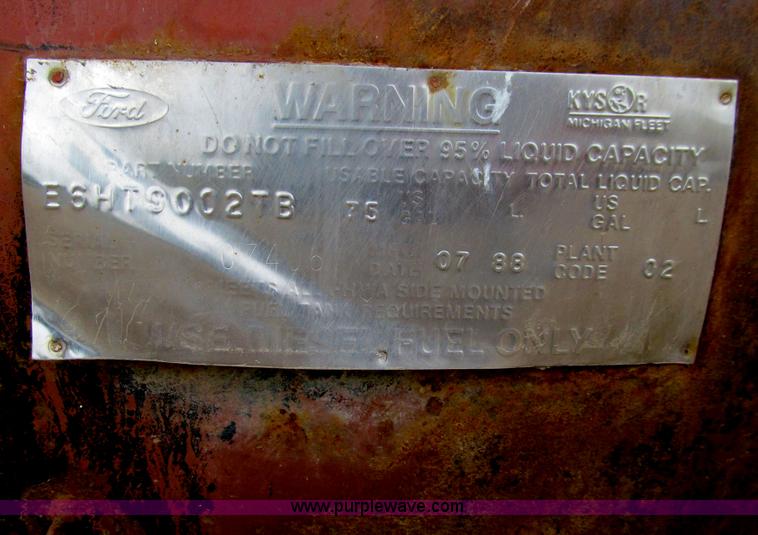 Ford WARNING KYSOR
MICHIGAN FLEET
DO NOT FILL OVER 95% LIQUID CAPACITY
PART NUMBER USABLE CAPACITY TOTAL LIQUID CAP.
E6HT9002TB 75 US GAL L US GAL L
SERIAL NUMBER 07406 DATE 07 88 PLANT CODE 02
SIDE MOUNTED
FUEL TANK REQUIREMENTS
USE DIESEL FUEL ONLY
www.purplewave.com